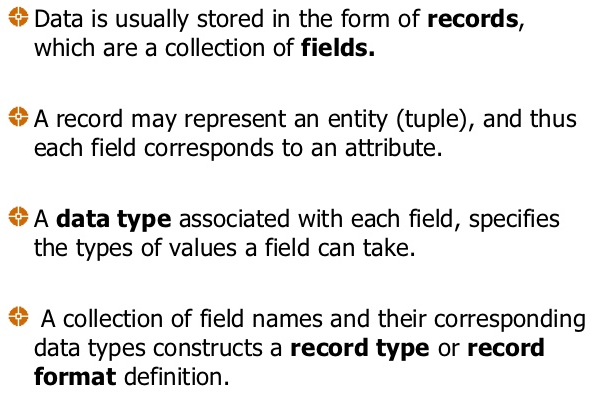 Data is usually stored in the form of records,
which are a collection of fields.
A record may represent an entity (tuple), and thus
each field corresponds to an attribute.
A data type associated with each field, specifies
the types of values a field can take.
A collection of field names and their corresponding
data types constructs a record type or record
format definition.